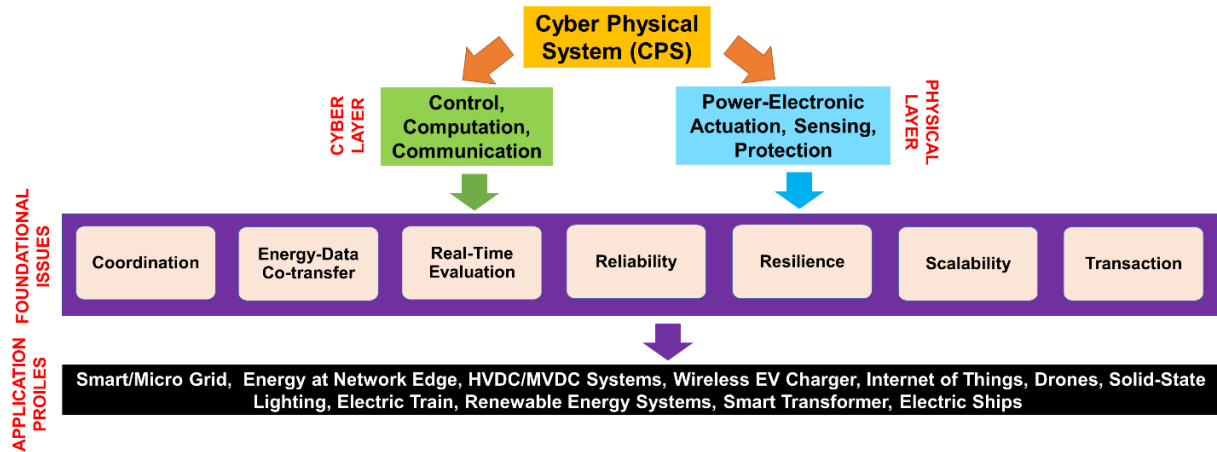 Cyber Physical
System (CPS)
CYBER
LAYER
Control,
Computation,
Communication
Power-Electronic
Actuation, Sensing,
Protection
PHYSICAL
LAYER
FOUNDATIONAL
ISSUES
Coordination
Energy-Data
Co-transfer
Real-Time
Evaluation
Reliability
Resilience
Scalability
Transaction
APPLICATION
PROILES
Smart/Micro Grid, Energy at Network Edge, HVDC/MVDC Systems, Wireless EV Charger, Internet of Things, Drones, Solid-State
Lighting, Electric Train, Renewable Energy Systems, Smart Transformer, Electric Ships